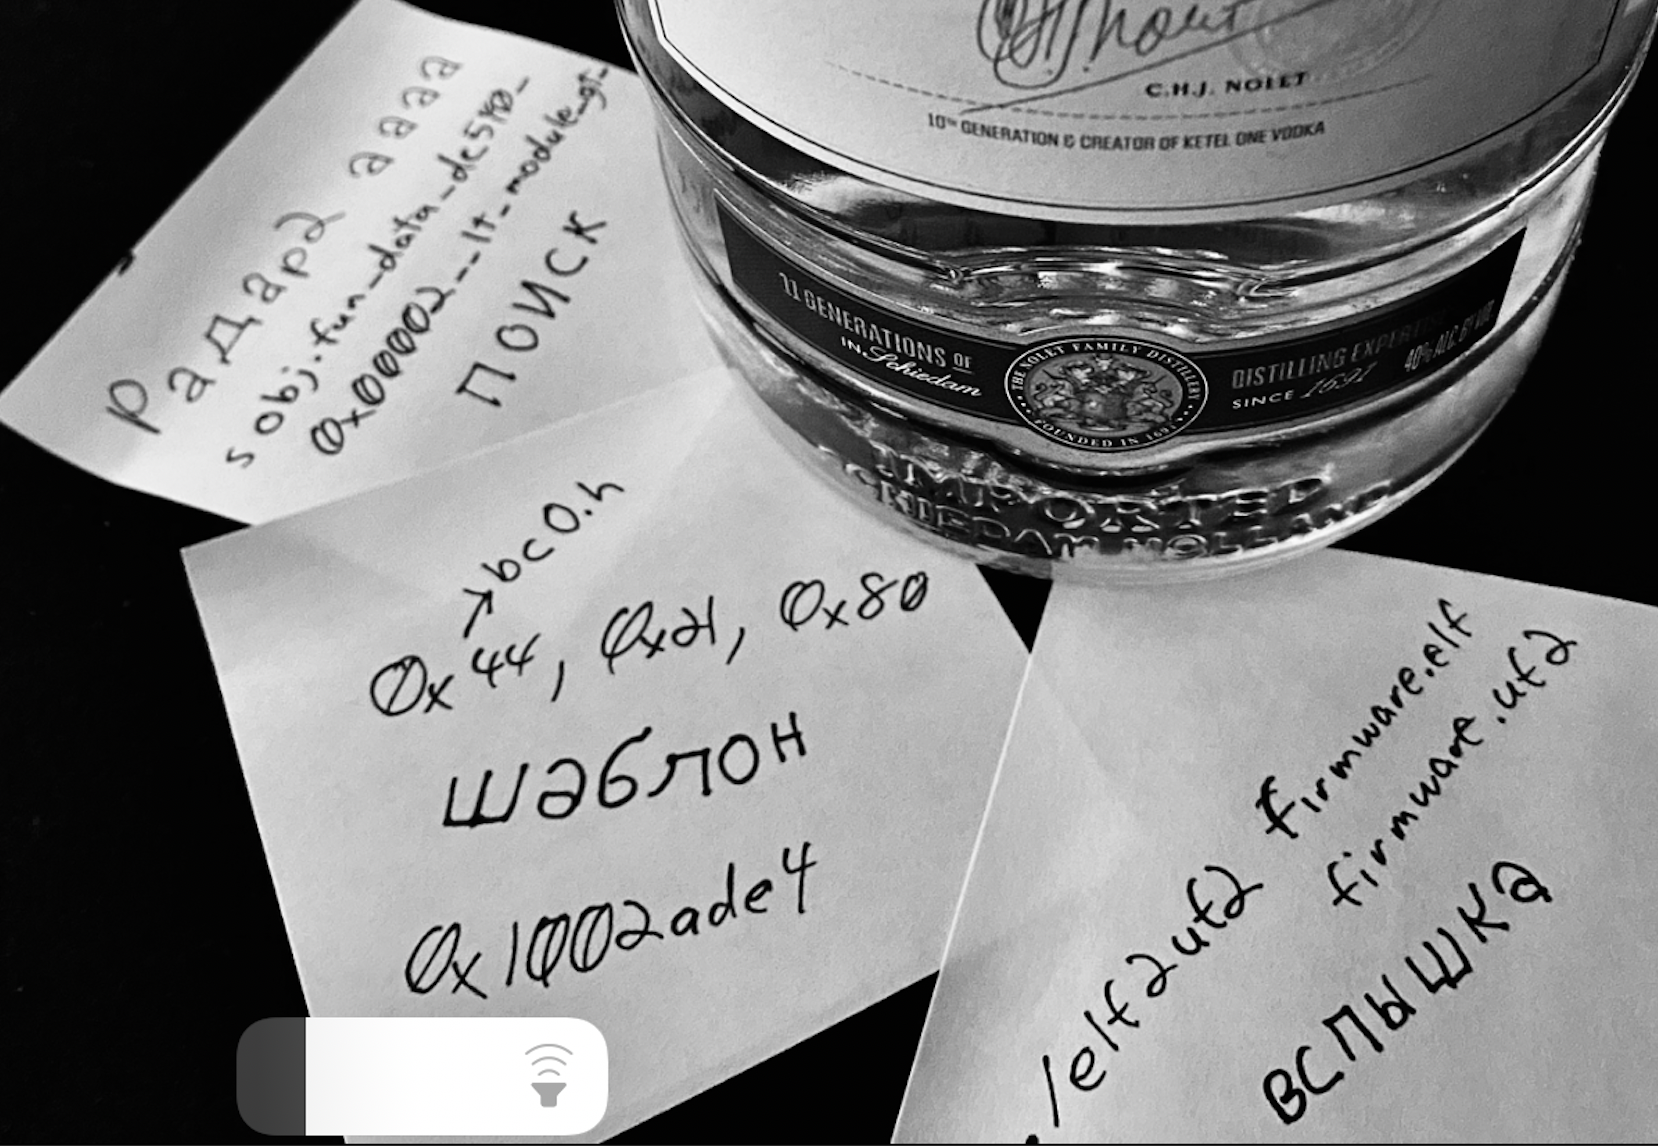 Радар2 аааа
s obj.fun_data_de580_
0x00002__lt_module_gt_
ПОИСК
C.H.J. NOLET
10TH GENERATION & CREATOR OF KETEL ONE VODKA
11 GENERATIONS OF
IN Schiedam
THE NOLET FAMILY DISTILLERY
FOUNDED IN 1691
DISTILLING EXPERTISE
SINCE 1691
40% ALC. BY VOL.
IMPORTED
SCHIEDAM HOLLAND
→bc0.h
0x44, 0x21, 0x80
шаблон
0x1002ade4
./elf2uf2 firmware.elf
firmware.uf2
ВСПЫШКА